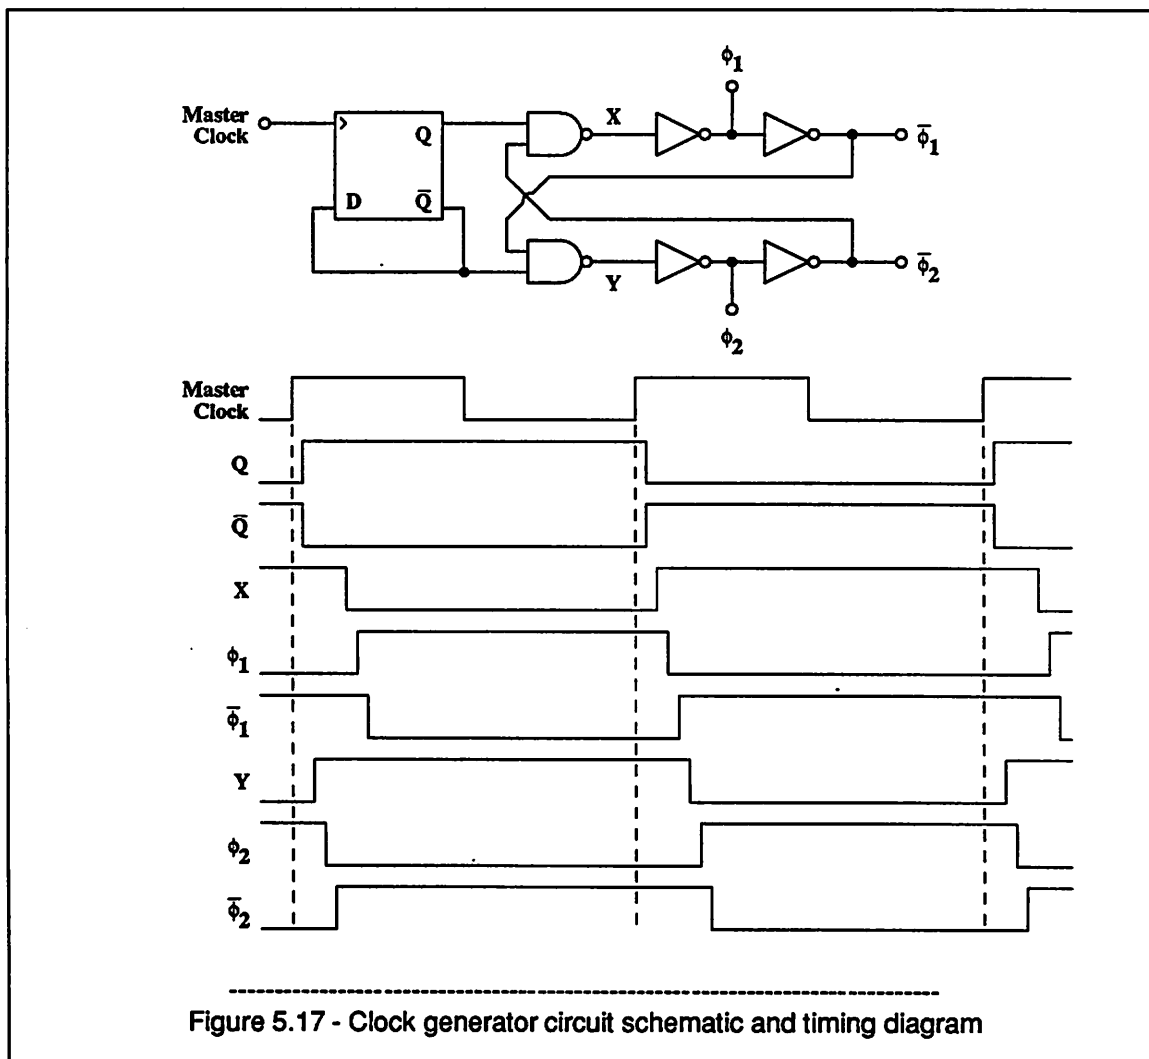 ϕ1
Master
Clock
Q
X
ϕ̅1
D
Q̅
Y
ϕ̅2
ϕ2
Master
Clock
Q
Q̅
X
ϕ1
ϕ̅1
Y
ϕ2
ϕ̅2
Figure 5.17 - Clock generator circuit schematic and timing diagram